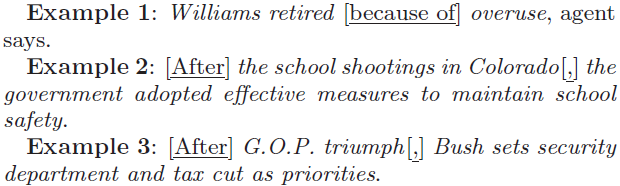 Example 1: Williams retired [because of] overuse, agent
says.
Example 2: [After] the school shootings in Colorado[,] the
government adopted effective measures to maintain school
safety.
Example 3: [After] G.O.P. triumph[,] Bush sets security
department and tax cut as priorities.